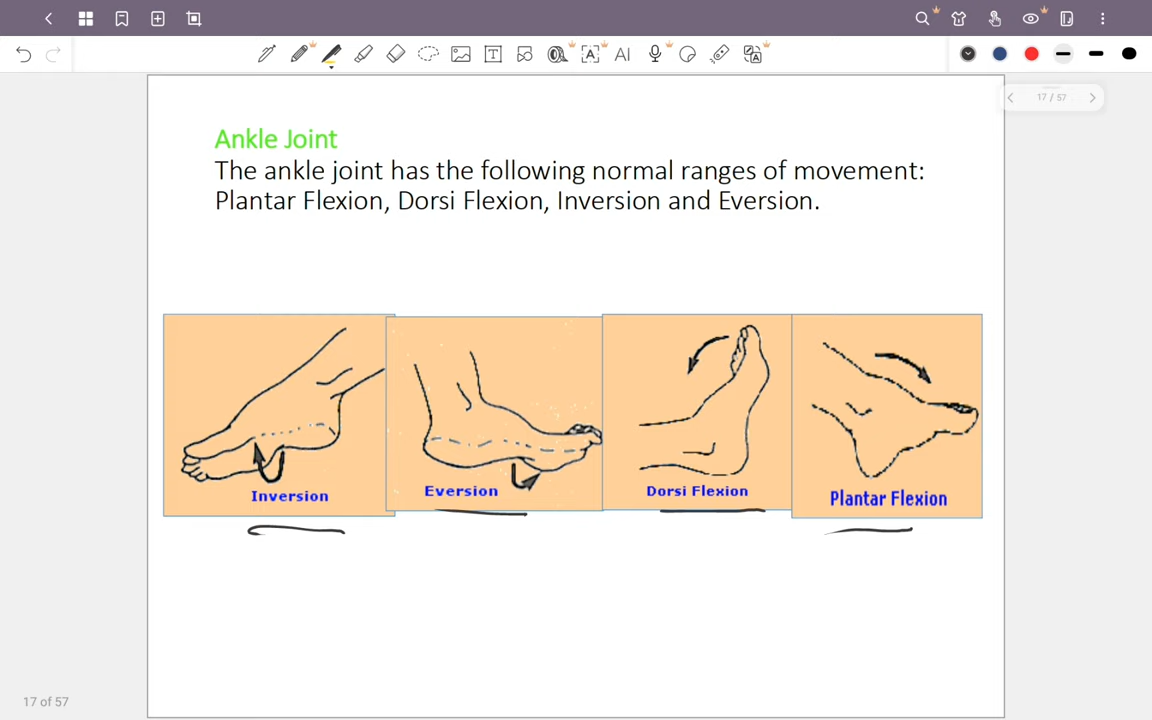 17 / 57
Ankle Joint
The ankle joint has the following normal ranges of movement:
Plantar Flexion, Dorsi Flexion, Inversion and Eversion.
Inversion
Eversion
Dorsi Flexion
Plantar Flexion
17 of 57